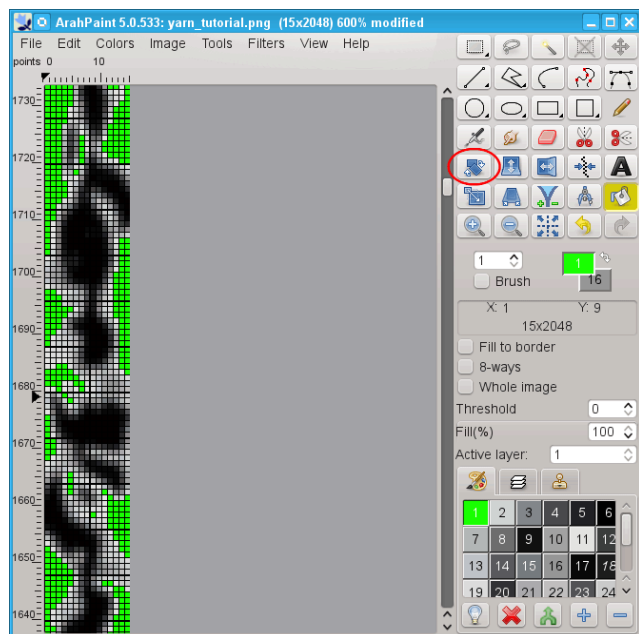 ArahPaint 5.0.533: yarn_tutorial.png (15x2048) 600% modified
File Edit Colors Image Tools Filters View Help
points 0 10
1730
1720
1710
1700
1690
1680
1670
1660
1650
1640
A
1
1
16
Brush
X: 1 Y: 9
15x2048
Fill to border
8-ways
Whole image
Threshold 0
Fill(%) 100
Active layer: 1
1 2 3 4 5 6
7 8 9 10 11 12
13 14 15 16 17 18
19 20 21 22 23 24